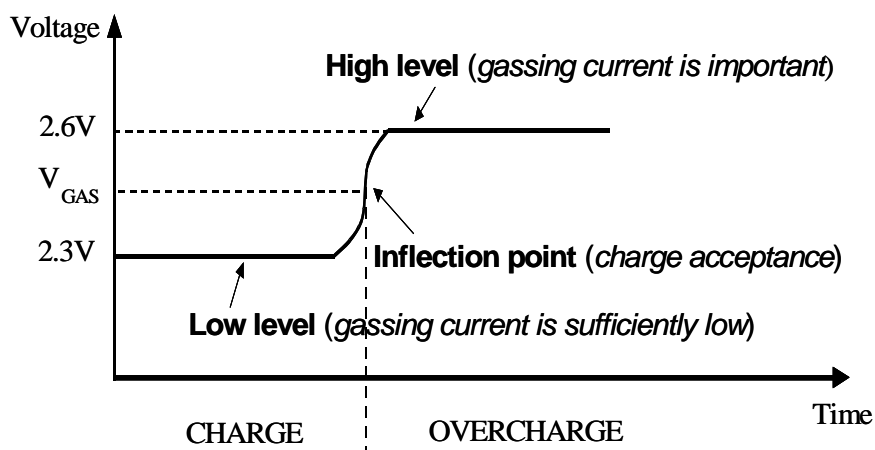 Voltage
High level (gassing current is important)
2.6V
V GAS
2.3V
Inflection point (charge acceptance)
Low level (gassing current is sufficiently low)
Time
CHARGE OVERCHARGE